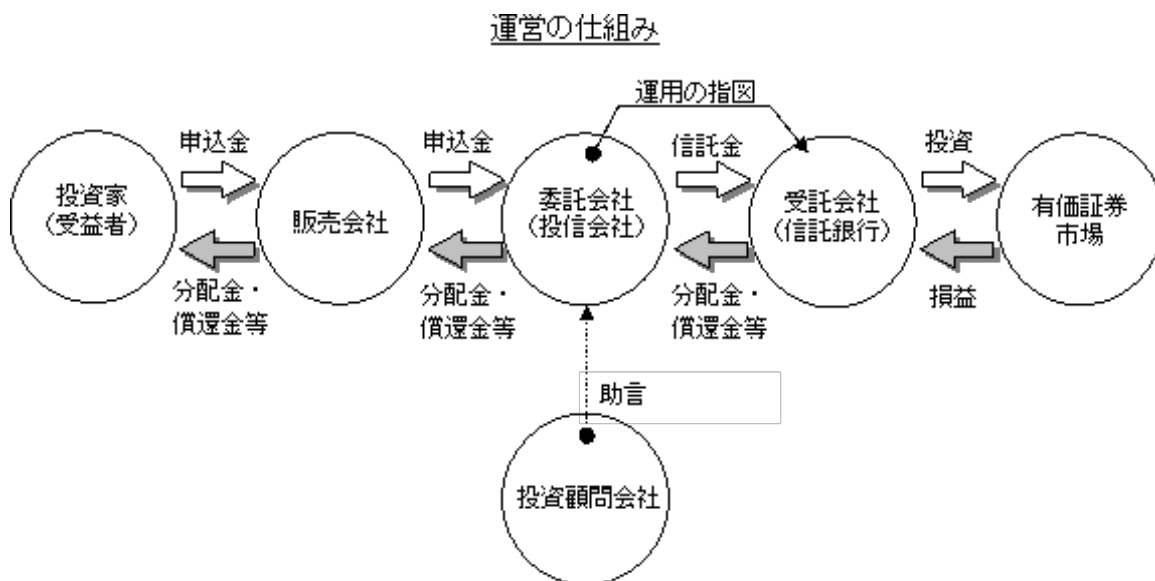 運営の仕組み
運用の指図
申込金
申込金
信託金
投資
投資家
(受益者)
販売会社
委託会社
(投信会社)
受託会社
(信託銀行)
有価証券
市場
分配金・
償還金等
分配金・
償還金等
分配金・
償還金等
損益
助言
投資顧問会社